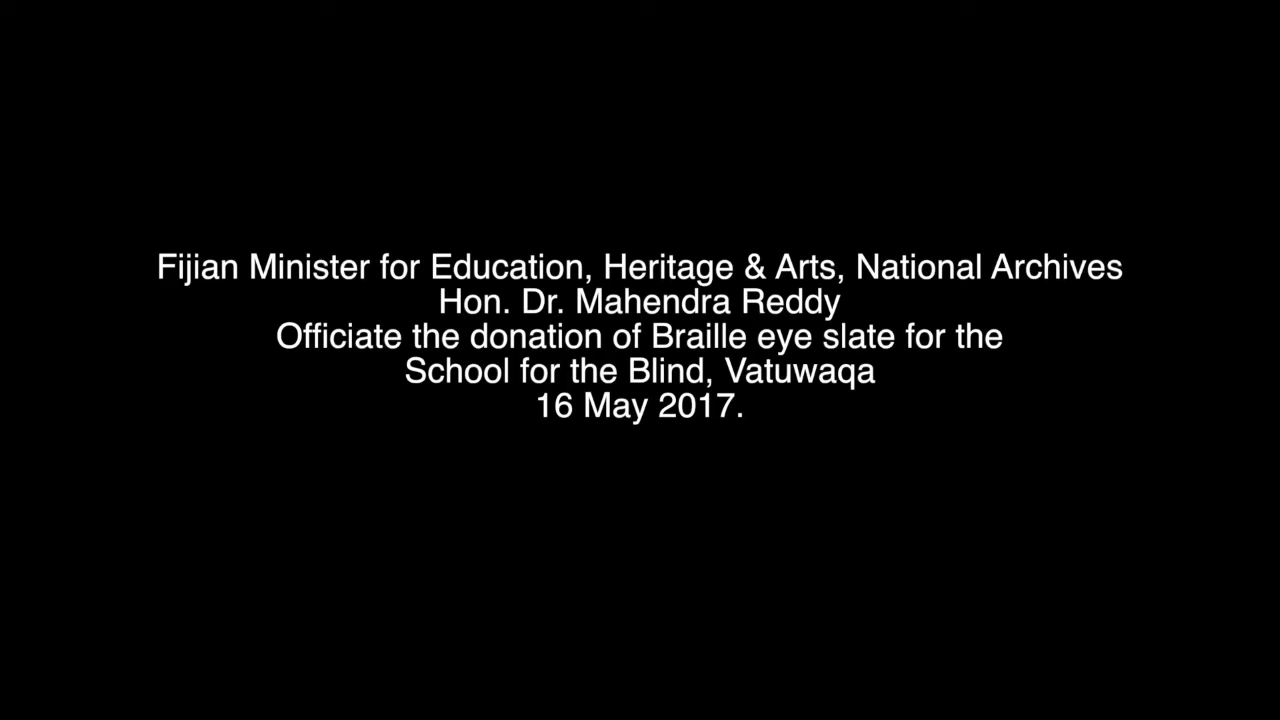 Fijian Minister for Education, Heritage & Arts, National Archives
Hon. Dr. Mahendra Reddy
Officiate the donation of Braille eye slate for the
School for the Blind, Vatuwaqa
16 May 2017.